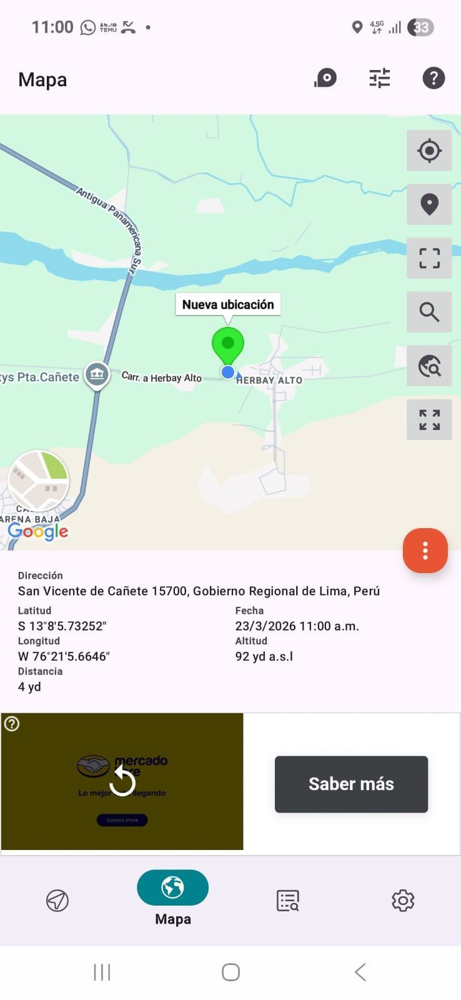 11:00
TEMU
4.5G
33
Mapa
Antigua Panamericana Sur
Nueva ubicación
tys Pta.Cañete
Carr. a Herbay Alto
HERBAY ALTO
ARENA BAJA
Google
Dirección
San Vicente de Cañete 15700, Gobierno Regional de Lima, Perú
Latitud
S 13°8'5.73252"
Fecha
23/3/2026 11:00 a.m.
Longitud
W 76°21'5.6646"
Altitud
92 yd a.s.l
Distancia
4 yd
mercado
Lo mejor llegando
Compra ahora
Saber más
Mapa